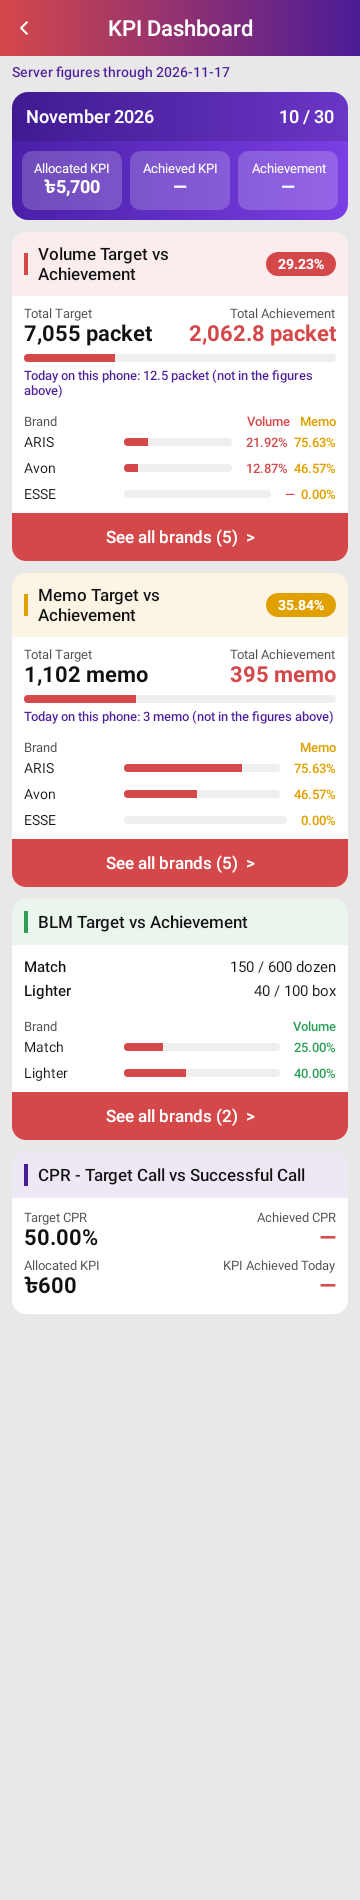 KPI Dashboard
Server figures through 2026-11-17
November 2026 10 / 30
Allocated KPI Achieved KPI Achievement
৳5,700 — —
Volume Target vs
Achievement
29.23%
Total Target Total Achievement
7,055 packet 2,062.8 packet
Today on this phone: 12.5 packet (not in the figures
above)
Brand Volume Memo
ARIS 21.92% 75.63%
Avon 12.87% 46.57%
ESSE — 0.00%
See all brands (5) >
Memo Target vs
Achievement
35.84%
Total Target Total Achievement
1,102 memo 395 memo
Today on this phone: 3 memo (not in the figures above)
Brand Memo
ARIS 75.63%
Avon 46.57%
ESSE 0.00%
See all brands (5) >
BLM Target vs Achievement
Match 150 / 600 dozen
Lighter 40 / 100 box
Brand Volume
Match 25.00%
Lighter 40.00%
See all brands (2) >
CPR - Target Call vs Successful Call
Target CPR Achieved CPR
50.00% —
Allocated KPI KPI Achieved Today
৳600 —